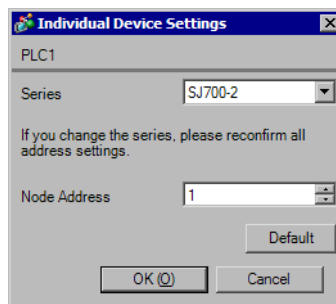 Individual Device Settings
PLC1
Series SJ700-2
If you change the series, please reconfirm all
address settings.
Node Address 1
Default
OK (O) Cancel